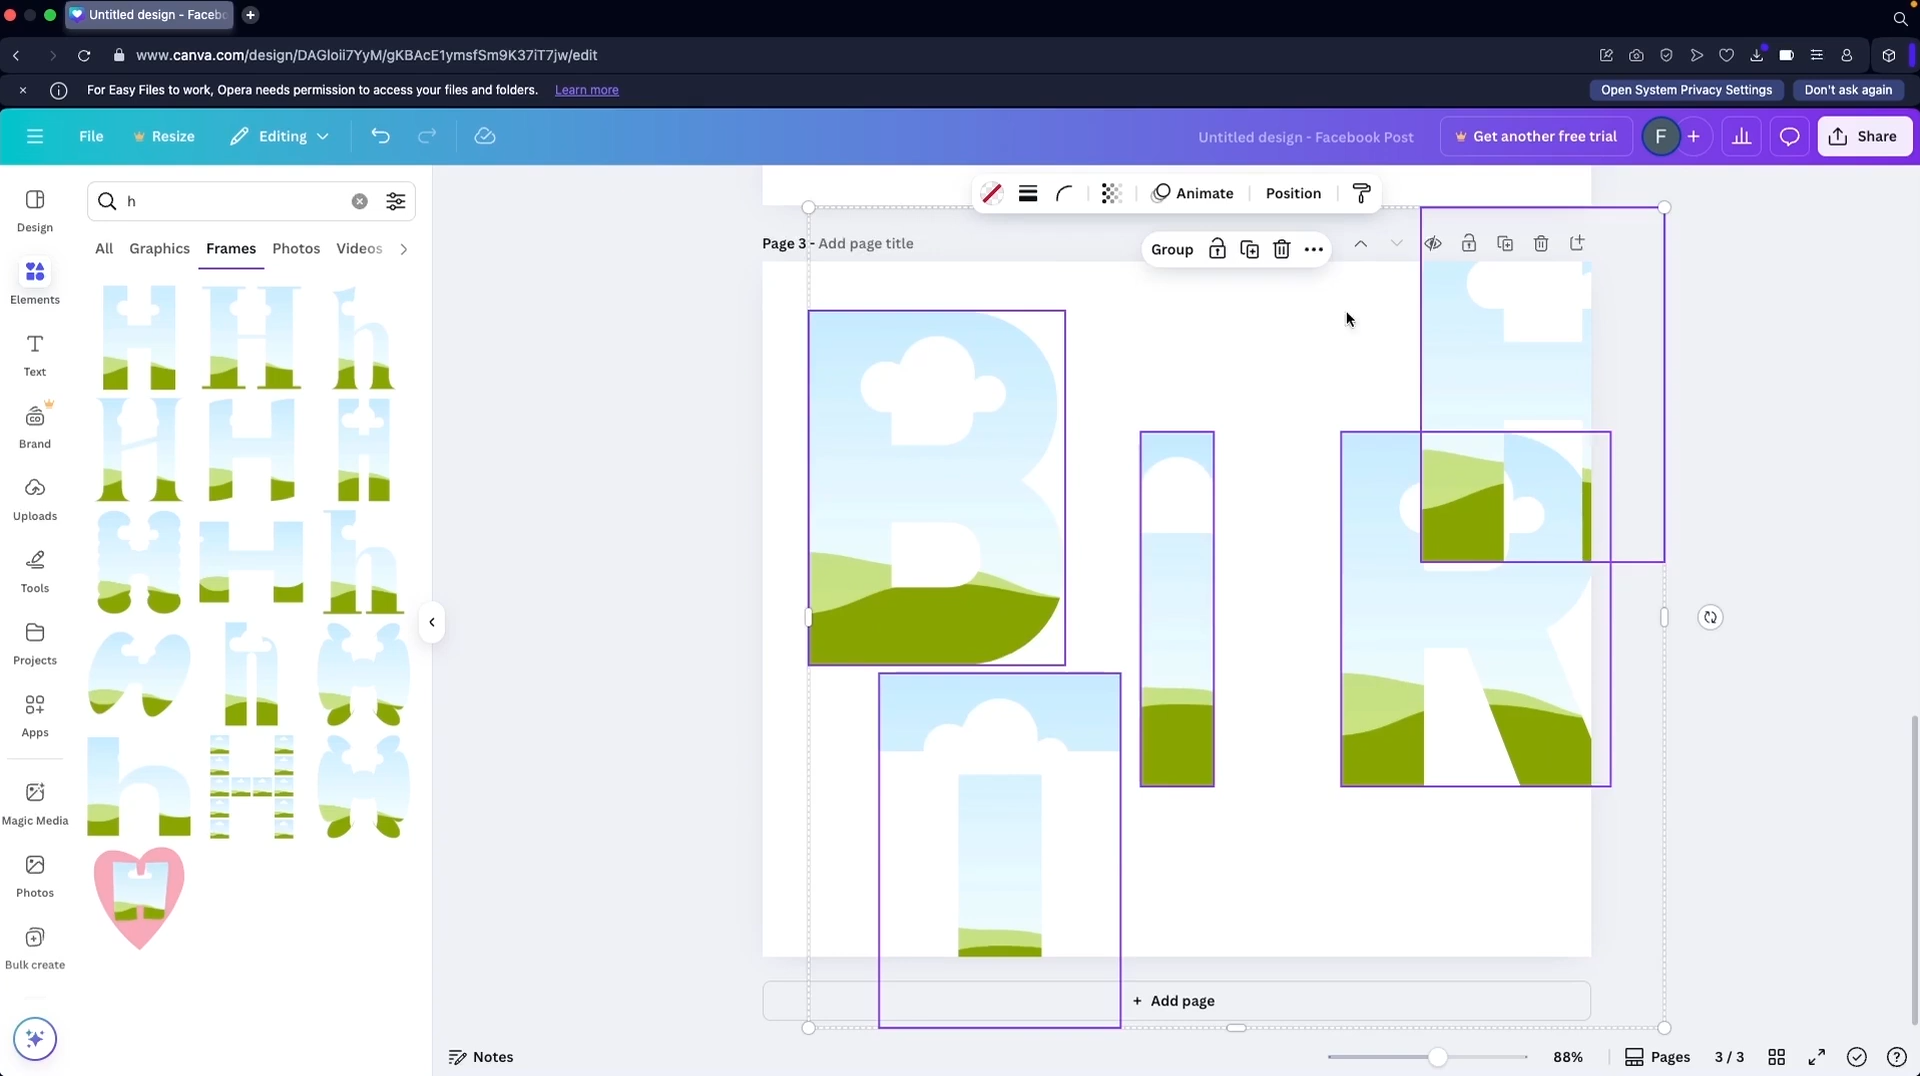 Untitled design - Faceb
www.canva.com/design/DAGloii7YyM/gKBAcE1ymsfSm9K37iT7jw/edit
For Easy Files to work, Opera needs permission to access your files and folders. Learn more
Open System Privacy Settings
Don't ask again
File
Resize
Editing
Untitled design - Facebook Post
Get another free trial
F
Share
h
All
Graphics
Frames
Photos
Videos
Design
Elements
Text
Brand
Uploads
Tools
Projects
Apps
Magic Media
Photos
Bulk create
Animate
Position
Page 3 - Add page title
Group
B
I
R
T
H
+ Add page
Notes
88%
Pages
3 / 3